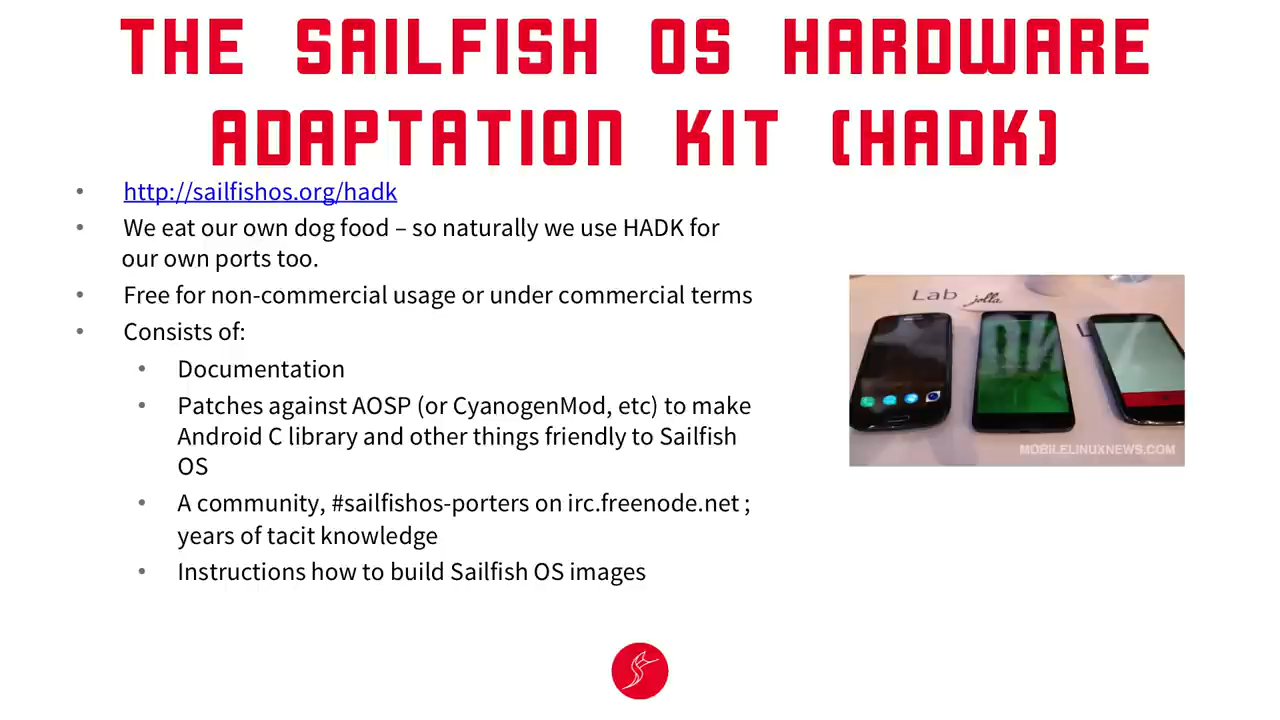 THE SAILFISH OS HARDWARE
ADAPTATION KIT (HADK)
• http://sailfishos.org/hadk
• We eat our own dog food – so naturally we use HADK for
our own ports too.
• Free for non-commercial usage or under commercial terms
• Consists of:
• Documentation
• Patches against AOSP (or CyanogenMod, etc) to make
Android C library and other things friendly to Sailfish
OS
• A community, #sailfishos-porters on irc.freenode.net ;
years of tacit knowledge
• Instructions how to build Sailfish OS images
Lab jolla
MOBILELINUXNEWS.COM